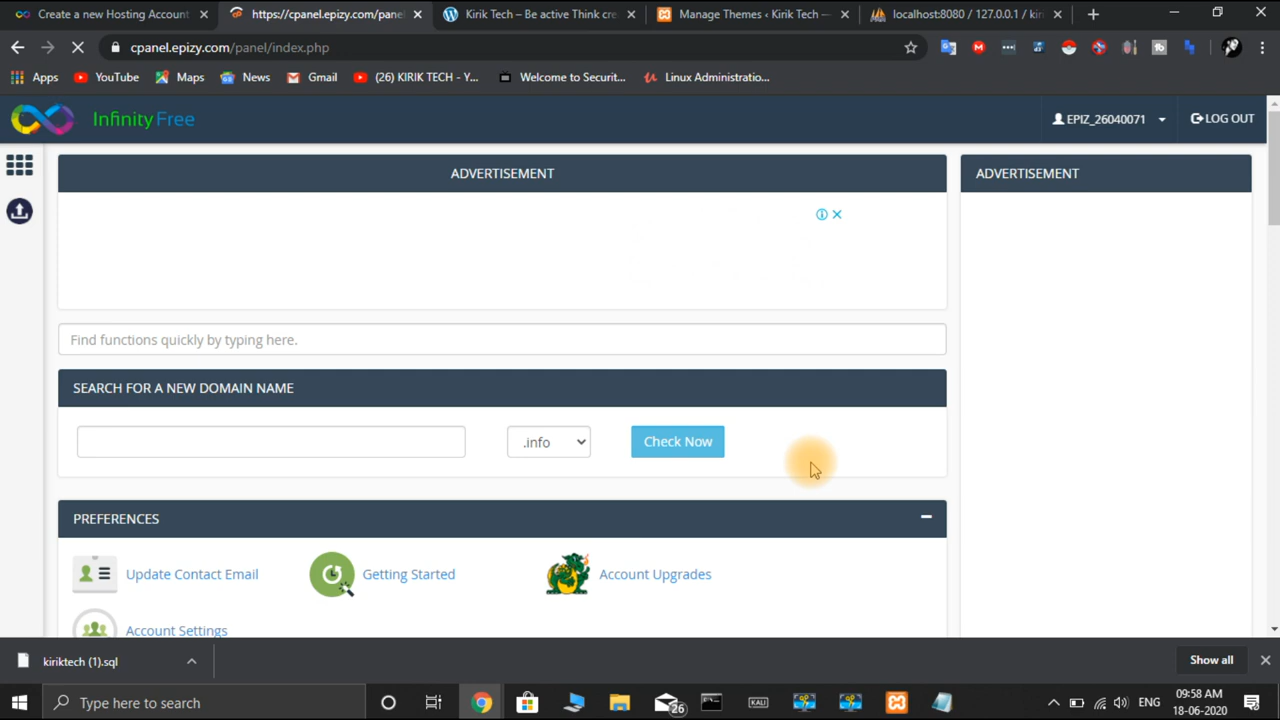 Create a new Hosting Account
https://cpanel.epizy.com/pane
Kirik Tech – Be active Think cre
Manage Themes ‹ Kirik Tech —
localhost:8080 / 127.0.0.1 / kiri
cpanel.epizy.com/panel/index.php
Apps
YouTube
Maps
News
Gmail
(26) KIRIK TECH - Y...
Welcome to Securit...
Linux Administratio...
Infinity Free
EPIZ_26040071
LOG OUT
ADVERTISEMENT
ADVERTISEMENT
Find functions quickly by typing here.
SEARCH FOR A NEW DOMAIN NAME
.info
Check Now
PREFERENCES
Update Contact Email
Getting Started
Account Upgrades
Account Settings
kiriktech (1).sql
Show all
Type here to search
26
KALI
ENG
09:58 AM
18-06-2020